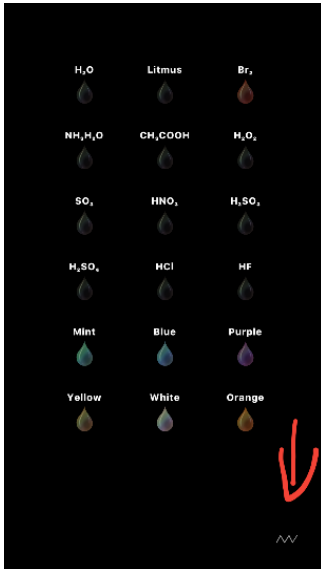 H₂O Litmus Br₂
NH₃H₂O CH₃COOH H₂O₂
SO₂ HNO₃ H₂SO₃
H₂SO₄ HCl HF
Mint Blue Purple
Yellow White Orange